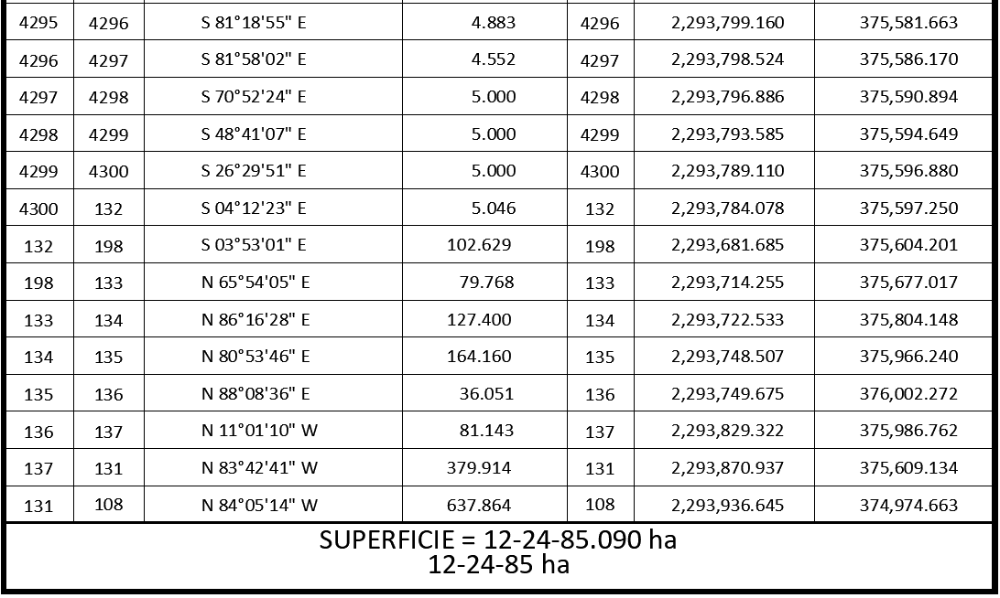 4295 4296 S 81°18'55" E 4.883 4296 2,293,799.160 375,581.663
4296 4297 S 81°58'02" E 4.552 4297 2,293,798.524 375,586.170
4297 4298 S 70°52'24" E 5.000 4298 2,293,796.886 375,590.894
4298 4299 S 48°41'07" E 5.000 4299 2,293,793.585 375,594.649
4299 4300 S 26°29'51" E 5.000 4300 2,293,789.110 375,596.880
4300 132 S 04°12'23" E 5.046 132 2,293,784.078 375,597.250
132 198 S 03°53'01" E 102.629 198 2,293,681.685 375,604.201
198 133 N 65°54'05" E 79.768 133 2,293,714.255 375,677.017
133 134 N 86°16'28" E 127.400 134 2,293,722.533 375,804.148
134 135 N 80°53'46" E 164.160 135 2,293,748.507 375,966.240
135 136 N 88°08'36" E 36.051 136 2,293,749.675 376,002.272
136 137 N 11°01'10" W 81.143 137 2,293,829.322 375,986.762
137 131 N 83°42'41" W 379.914 131 2,293,870.937 375,609.134
131 108 N 84°05'14" W 637.864 108 2,293,936.645 374,974.663
SUPERFICIE = 12-24-85.090 ha
12-24-85 ha